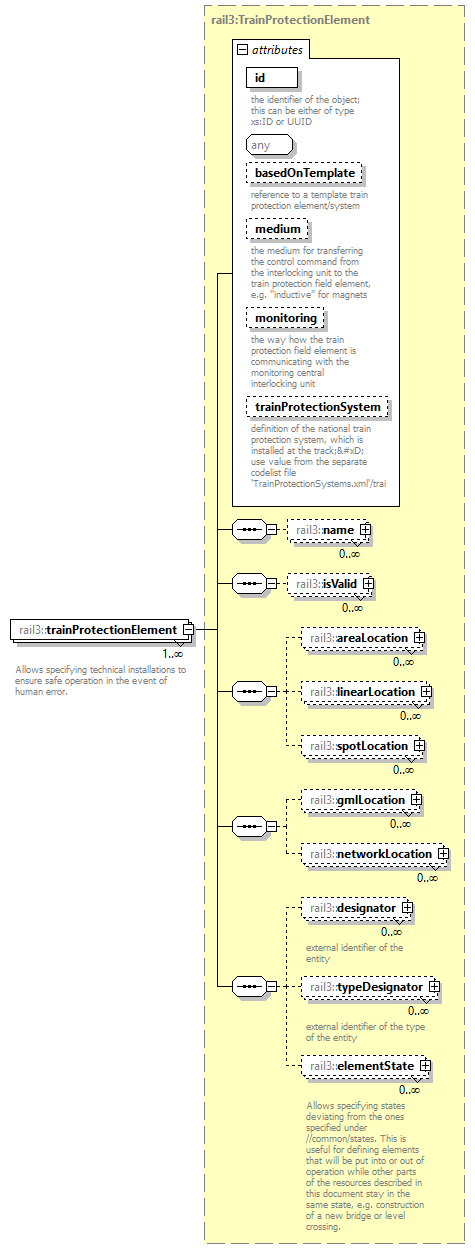 rail3:TrainProtectionElement
attributes
id
the identifier of the object;
this can be either of type
xs:ID or UUID
any
basedOnTemplate
reference to a template train
protection element/system
medium
the medium for transferring
the control command from
the interlocking unit to the
train protection field element,
e.g. "inductive" for magnets
monitoring
the way how the train
protection field element is
communicating with the
monitoring central
interlocking unit
trainProtectionSystem
definition of the national train
protection system, which is
installed at the track;&#xD;
use value from the separate
codelist file
'TrainProtectionSystems.xml'/trai
rail3::name
0..∞
rail3::isValid
0..∞
rail3::trainProtectionElement
1..∞
Allows specifying technical installations to
ensure safe operation in the event of
human error.
rail3::areaLocation
0..∞
rail3::linearLocation
0..∞
rail3::spotLocation
0..∞
rail3::gmlLocation
0..∞
rail3::networkLocation
0..∞
rail3::designator
0..∞
external identifier of the
entity
rail3::typeDesignator
0..∞
external identifier of the type
of the entity
rail3::elementState
0..∞
Allows specifying states
deviating from the ones
specified under
//common/states. This is
useful for defining elements
that will be put into or out of
operation while other parts
of the resources described in
this document stay in the
same state, e.g. construction
of a new bridge or level
crossing.